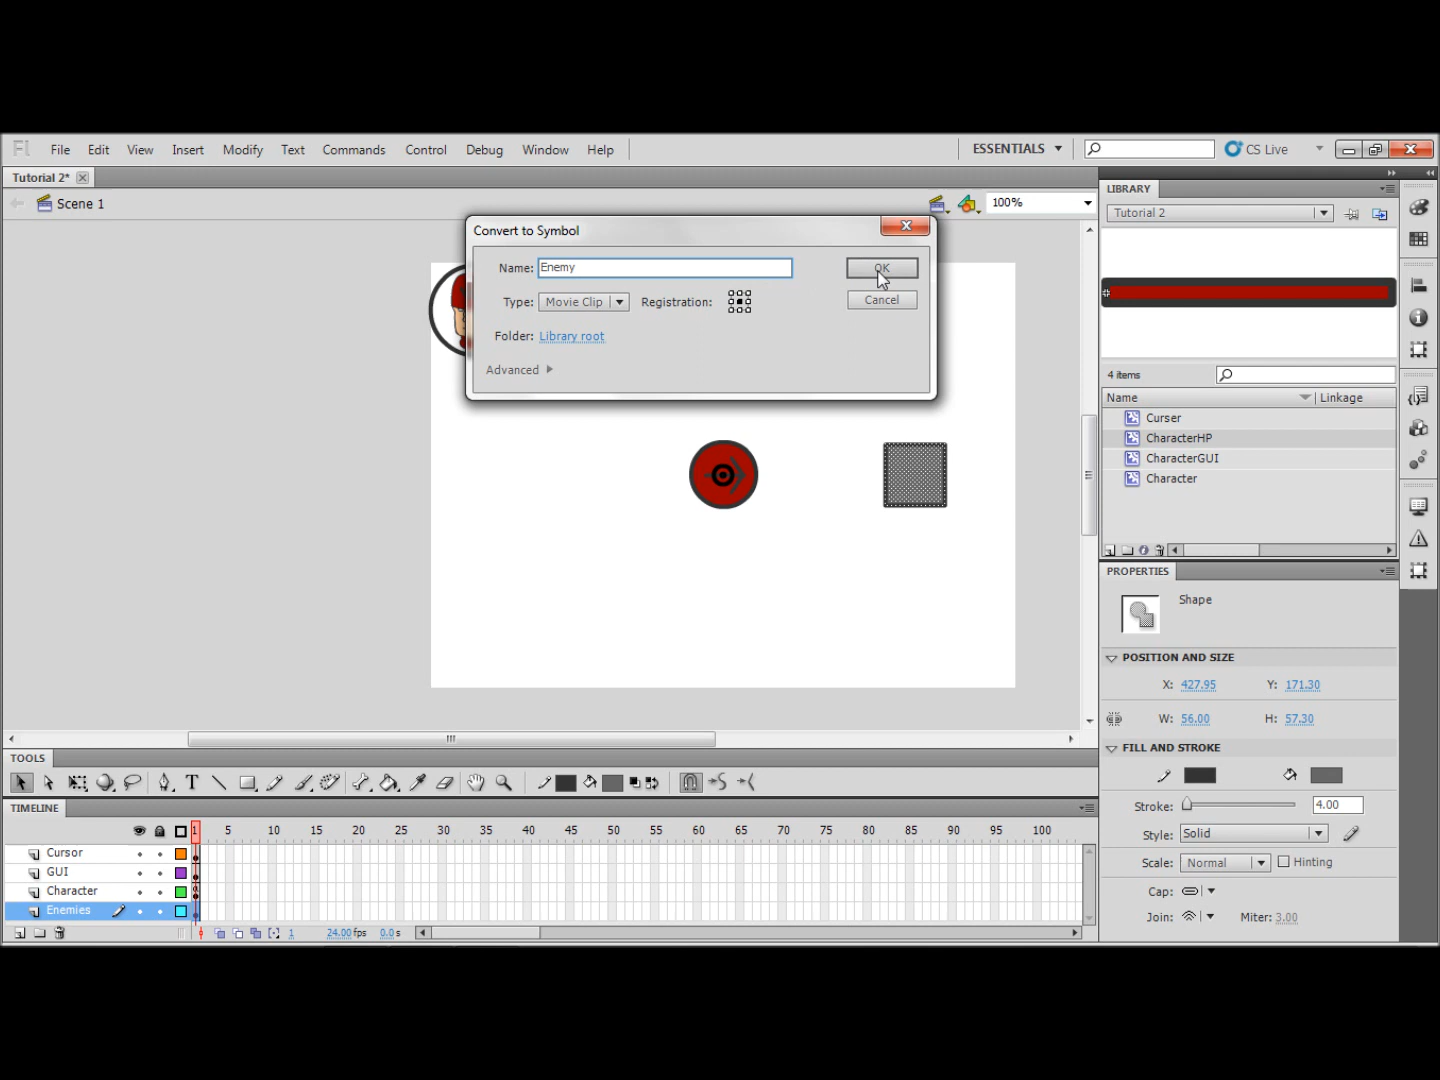 Fl File Edit View Insert Modify Text Commands Control Debug Window Help ESSENTIALS CS Live
Tutorial 2*
Scene 1 100%
Convert to Symbol
Name: Enemy OK
Type: Movie Clip Registration: Cancel
Folder: Library root
Advanced
LIBRARY
Tutorial 2
4 items
Name Linkage
Curser
CharacterHP
CharacterGUI
Character
PROPERTIES
Shape
POSITION AND SIZE
X: 427.95 Y: 171.30
W: 56.00 H: 57.30
FILL AND STROKE
Stroke: 4.00
Style: Solid
Scale: Normal Hinting
Cap:
Join: Miter: 3.00
TOOLS
T
TIMELINE
1 5 10 15 20 25 30 35 40 45 50 55 60 65 70 75 80 85 90 95 100
Cursor
GUI
Character
Enemies
1 24.00 fps 0.0 s